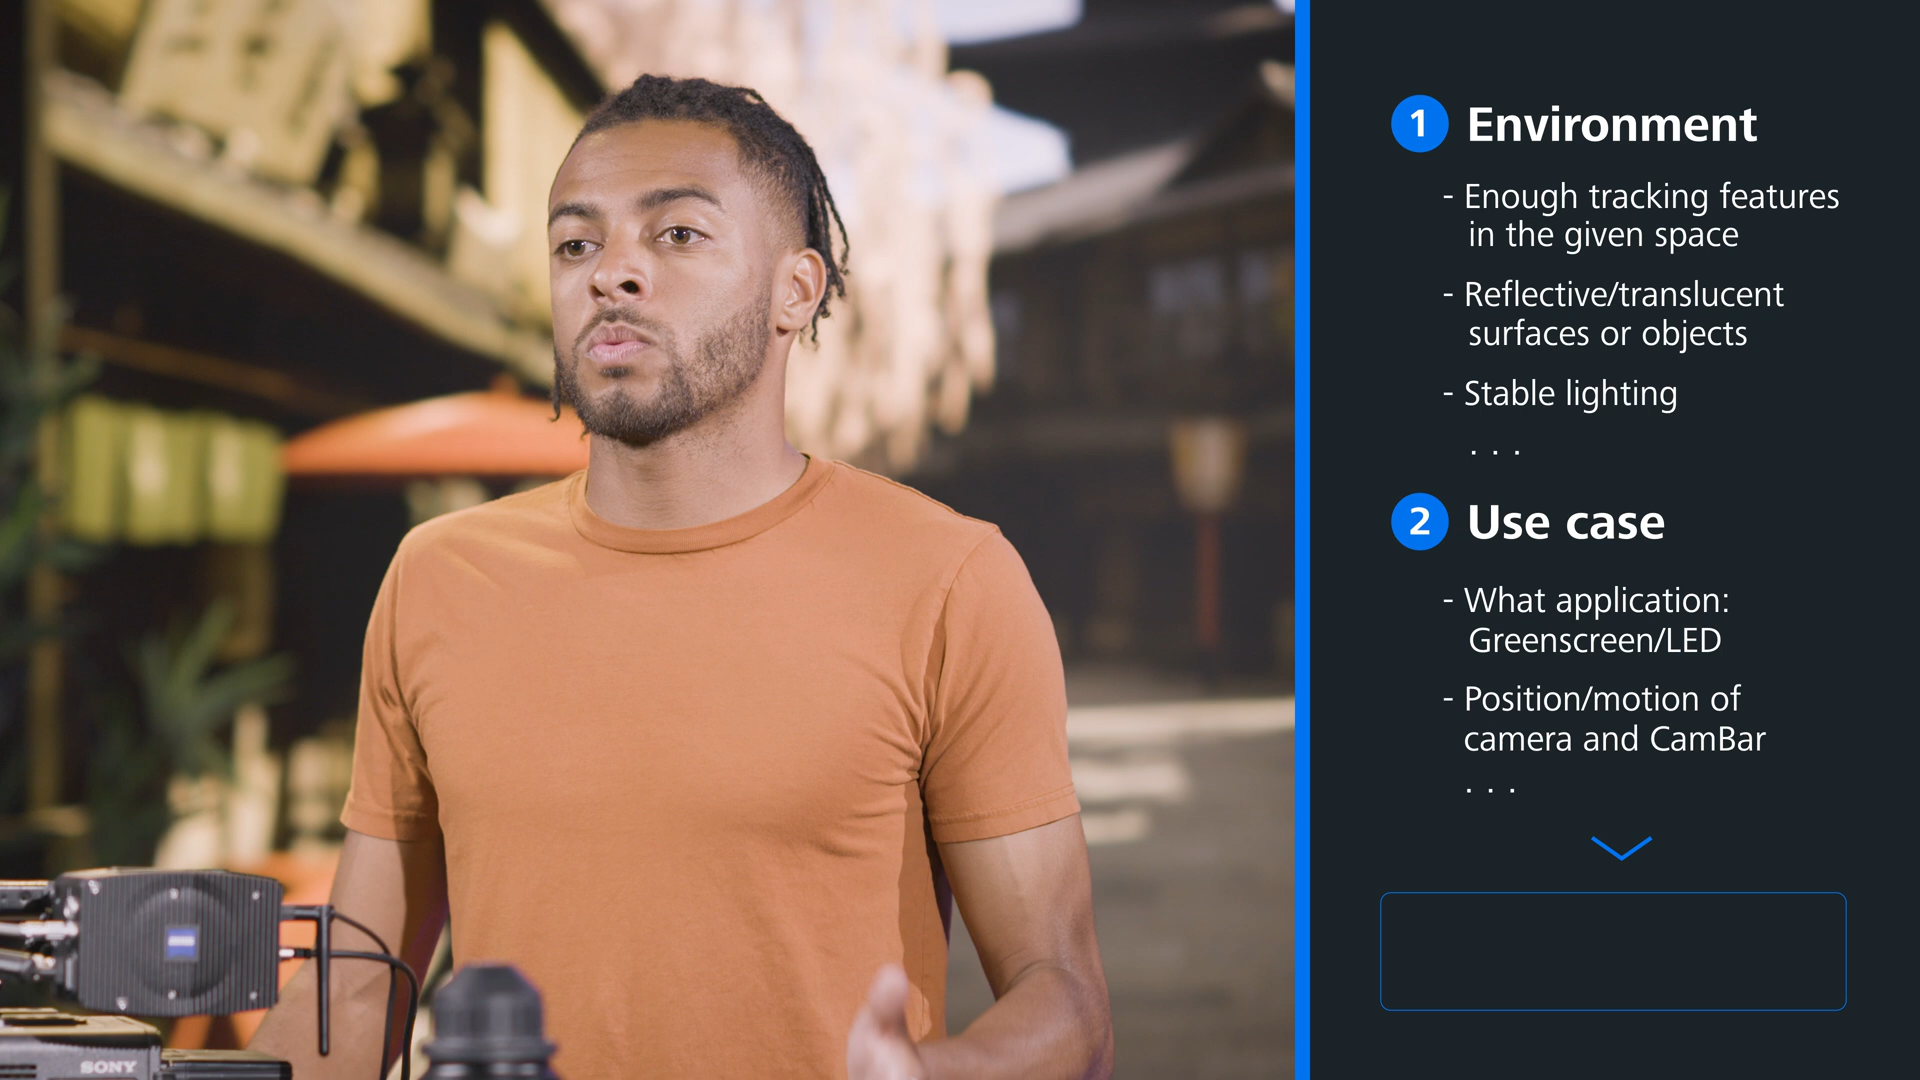 1 Environment
- Enough tracking features
in the given space
- Reflective/translucent
surfaces or objects
- Stable lighting
. . .
2 Use case
- What application:
Greenscreen/LED
- Position/motion of
camera and CamBar
. . .
SONY